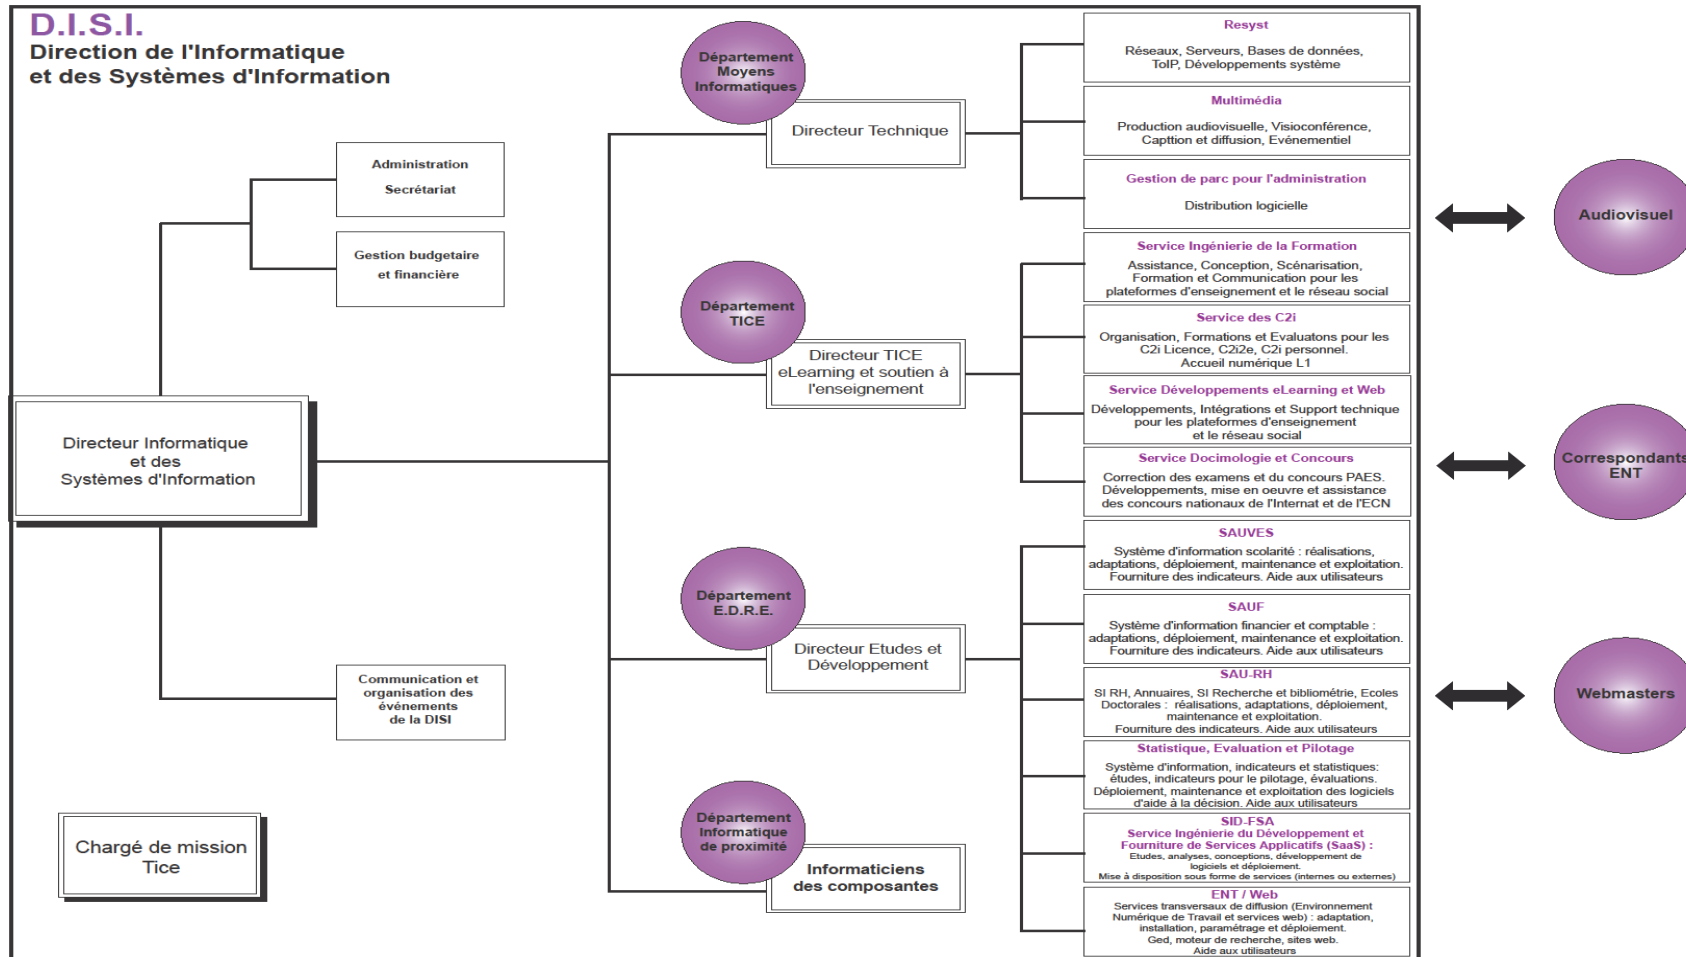 D.I.S.I.
Direction de l'Informatique
et des Systèmes d'Information
Administration
Secrétariat
Gestion budgetaire
et financière
Directeur Informatique
et des
Systèmes d'Information
Communication et
organisation des
événements
de la DISI
Chargé de mission
Tice
Département
Moyens
Informatiques
Directeur Technique
Département
TICE
Directeur TICE
eLearning et soutien à
l'enseignement
Département
E.D.R.E.
Directeur Etudes et
Développement
Département
Informatique
de proximité
Informaticiens
des composantes
Resyst
Réseaux, Serveurs, Bases de données,
ToIP, Développements système
Multimédia
Production audiovisuelle, Visioconférence,
Capttion et diffusion, Evénementiel
Gestion de parc pour l'administration
Distribution logicielle
Service Ingénierie de la Formation
Assistance, Conception, Scénarisation,
Formation et Communication pour les
plateformes d'enseignement et le réseau social
Service des C2i
Organisation, Formations et Evaluatons pour les
C2i Licence, C2i2e, C2i personnel.
Accueil numérique L1
Service Développements eLearning et Web
Développements, Intégrations et Support technique
pour les plateformes d'enseignement
et le réseau social
Service Docimologie et Concours
Correction des examens et du concours PAES.
Développements, mise en oeuvre et assistance
des concours nationaux de l'Internat et de l'ECN
SAUVES
Système d'information scolarité : réalisations,
adaptations, déploiement, maintenance et exploitation.
Fourniture des indicateurs. Aide aux utilisateurs
SAUF
Système d'information financier et comptable :
adaptations, déploiement, maintenance et exploitation.
Fourniture des indicateurs. Aide aux utilisateurs
SAU-RH
SI RH, Annuaires, SI Recherche et bibliométrie, Ecoles
Doctorales : réalisations, adaptations, déploiement,
maintenance et exploitation.
Fourniture des indicateurs. Aide aux utilisateurs
Statistique, Evaluation et Pilotage
Système d'information, indicateurs et statistiques:
études, indicateurs pour le pilotage, évaluations.
Déploiement, maintenance et exploitation des logiciels
d'aide à la décision. Aide aux utilisateurs
SID-FSA
Service Ingénierie du Développement et
Fourniture de Services Applicatifs (SaaS) :
Etudes, analyses, conceptions, développement de
logiciels et déploiement.
Mise à disposition sous forme de services (internes ou externes)
ENT / Web
Services transversaux de diffusion (Environnement
Numérique de Travail et services web) : adaptation,
installation, paramétrage et déploiement.
Ged, moteur de recherche, sites web.
Aide aux utilisateurs
Audiovisuel
Correspondants
ENT
Webmasters